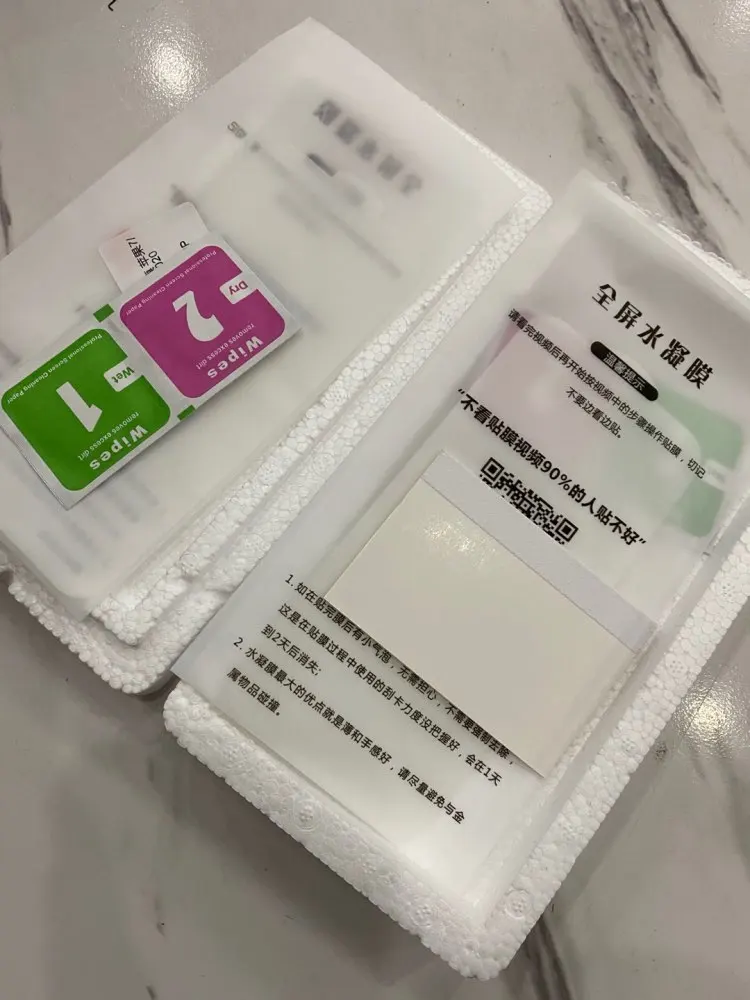 苹果7/
020
2
Dry
Wipes
removes excess dirt
Professional Screen Cleaning Paper
1
Wet
Wipes
removes excess dirt
Professional Screen Cleaning Paper
全屏水凝膜
温馨提示
请看完视频后再开始按视频中的步骤操作贴膜,切记
不要边看边贴。
“不看贴膜视频90%的人贴不好”
1. 如在贴完膜后有小气泡,无需担心,不需要强制去除,
这是在贴膜过程中使用的刮卡力度没把握好,会在1天
到2天后消失;
2. 水凝膜最大的优点就是薄和手感好,请尽量避免与金
属物品碰撞。